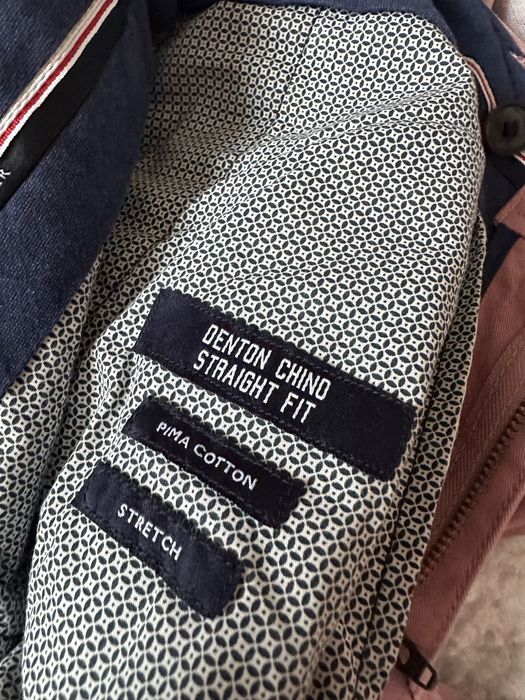 DENTON CHINO
STRAIGHT FIT
PIMA COTTON
STRETCH